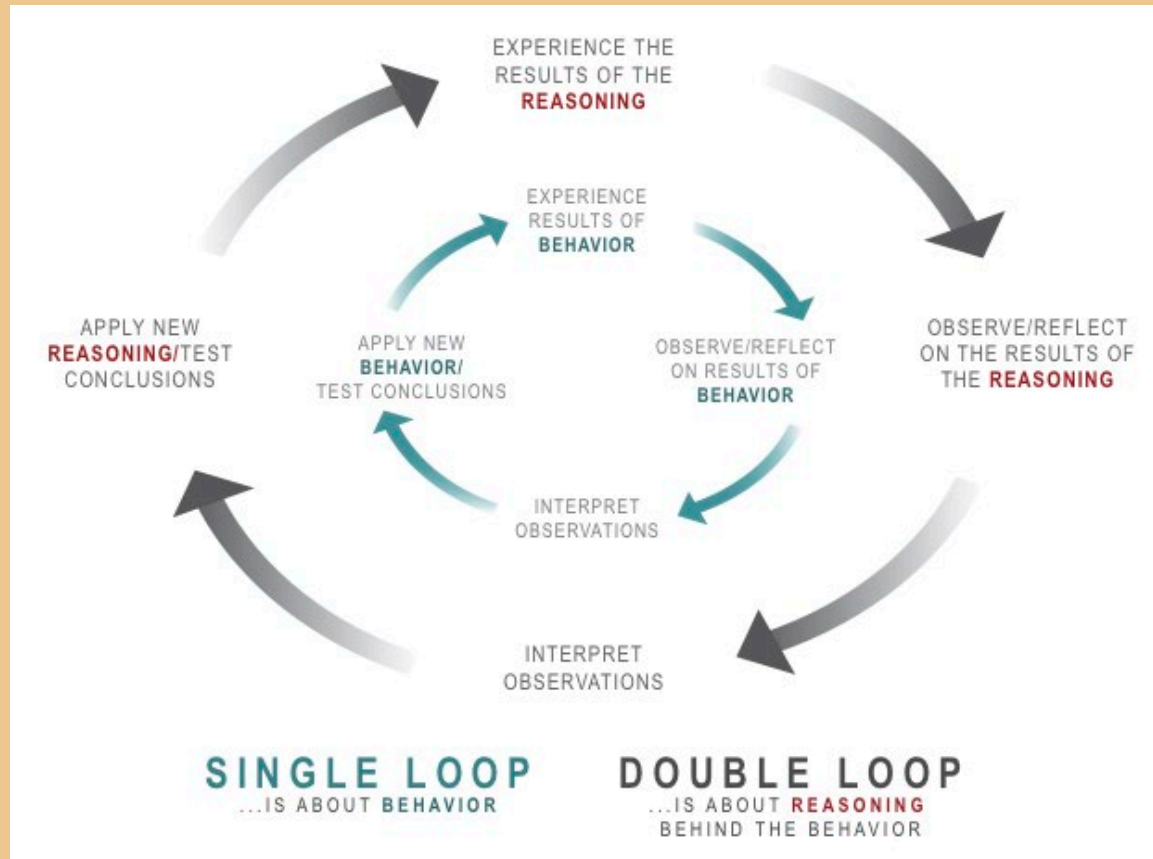 EXPERIENCE THE
RESULTS OF THE
REASONING
EXPERIENCE
RESULTS OF
BEHAVIOR
APPLY NEW
REASONING/TEST
CONCLUSIONS
APPLY NEW
BEHAVIOR/
TEST CONCLUSIONS
OBSERVE/REFLECT
ON RESULTS OF
BEHAVIOR
OBSERVE/REFLECT
ON THE RESULTS OF
THE REASONING
INTERPRET
OBSERVATIONS
INTERPRET
OBSERVATIONS
SINGLE LOOP
...IS ABOUT BEHAVIOR
DOUBLE LOOP
...IS ABOUT REASONING
BEHIND THE BEHAVIOR